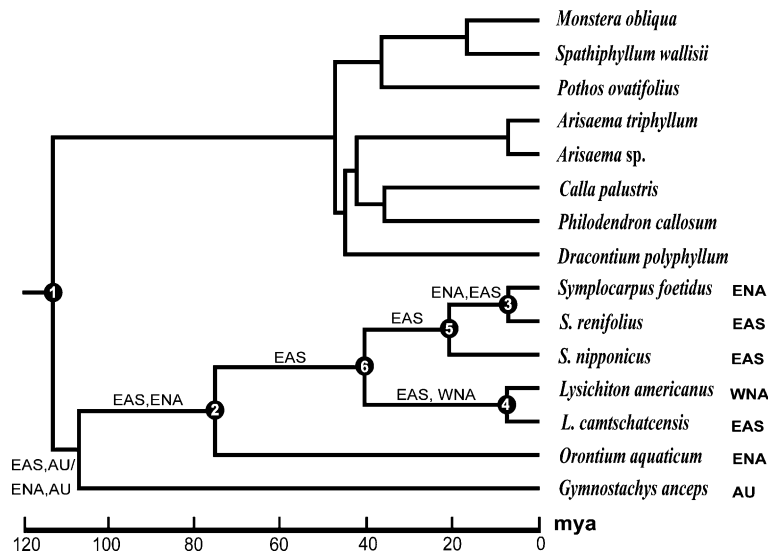 Monstera obliqua
Spathiphyllum wallisii
Pothos ovatifolius
Arisaema triphyllum
Arisaema sp.
Calla palustris
Philodendron callosum
Dracontium polyphyllum
ENA,EAS
Symplocarpus foetidus ENA
1
3
EAS
S. renifolius EAS
5
EAS
S. nipponicus EAS
6
EAS, WNA
Lysichiton americanus WNA
EAS,ENA
4
2
L. camtschatcensis EAS
Orontium aquaticum ENA
EAS,AU/
ENA,AU
Gymnostachys anceps AU
120 100 80 60 40 20 0 mya